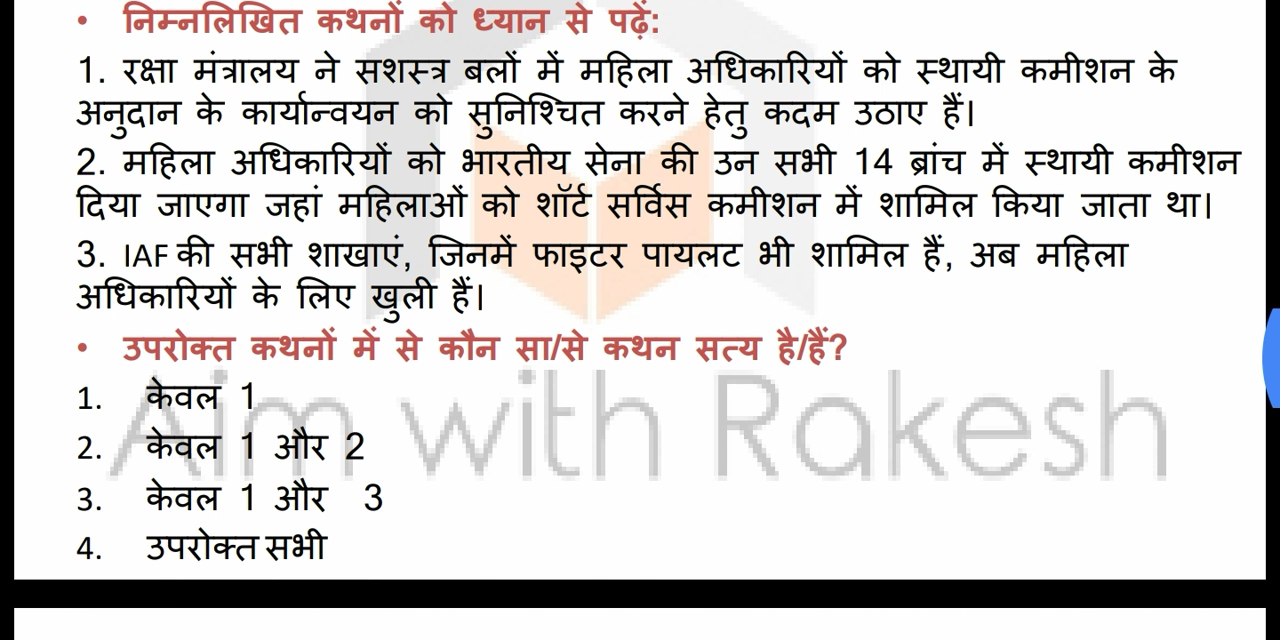 • निम्नलिखित कथनों को ध्यान से पढ़ें:
1. रक्षा मंत्रालय ने सशस्त्र बलों में महिला अधिकारियों को स्थायी कमीशन के
अनुदान के कार्यान्वयन को सुनिश्चित करने हेतु कदम उठाए हैं।
2. महिला अधिकारियों को भारतीय सेना की उन सभी 14 ब्रांच में स्थायी कमीशन
दिया जाएगा जहां महिलाओं को शॉर्ट सर्विस कमीशन में शामिल किया जाता था।
3. IAF की सभी शाखाएं, जिनमें फाइटर पायलट भी शामिल हैं, अब महिला
अधिकारियों के लिए खुली हैं।
• उपरोक्त कथनों में से कौन सा/से कथन सत्य है/हैं?
1. केवल 1
Aim with Rakesh
2. केवल 1 और 2
3. केवल 1 और 3
4. उपरोक्त सभी